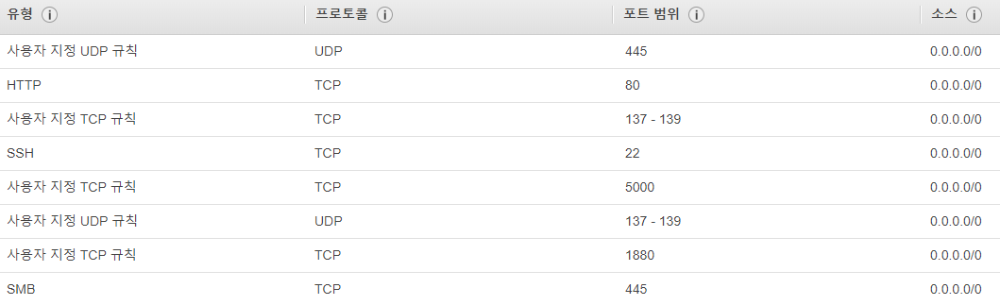 유형 프로토콜 포트 범위 소스
사용자 지정 UDP 규칙 UDP 445 0.0.0.0/0
HTTP TCP 80 0.0.0.0/0
사용자 지정 TCP 규칙 TCP 137 - 139 0.0.0.0/0
SSH TCP 22 0.0.0.0/0
사용자 지정 TCP 규칙 TCP 5000 0.0.0.0/0
사용자 지정 UDP 규칙 UDP 137 - 139 0.0.0.0/0
사용자 지정 TCP 규칙 TCP 1880 0.0.0.0/0
SMB TCP 445 0.0.0.0/0